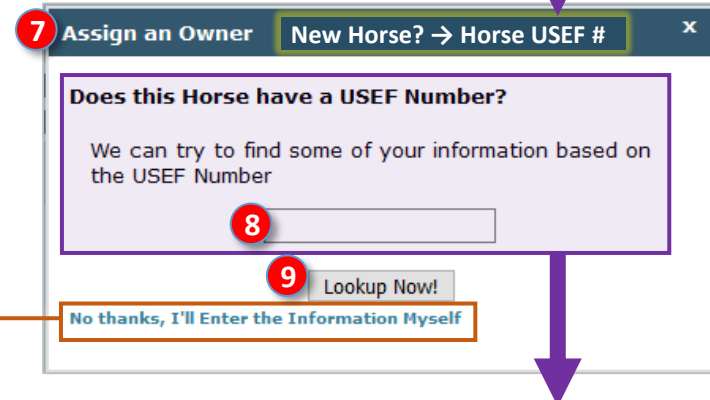 7 Assign an Owner New Horse? → Horse USEF # x
Does this Horse have a USEF Number?
We can try to find some of your information based on
the USEF Number
8
9 Lookup Now!
No thanks, I'll Enter the Information Myself